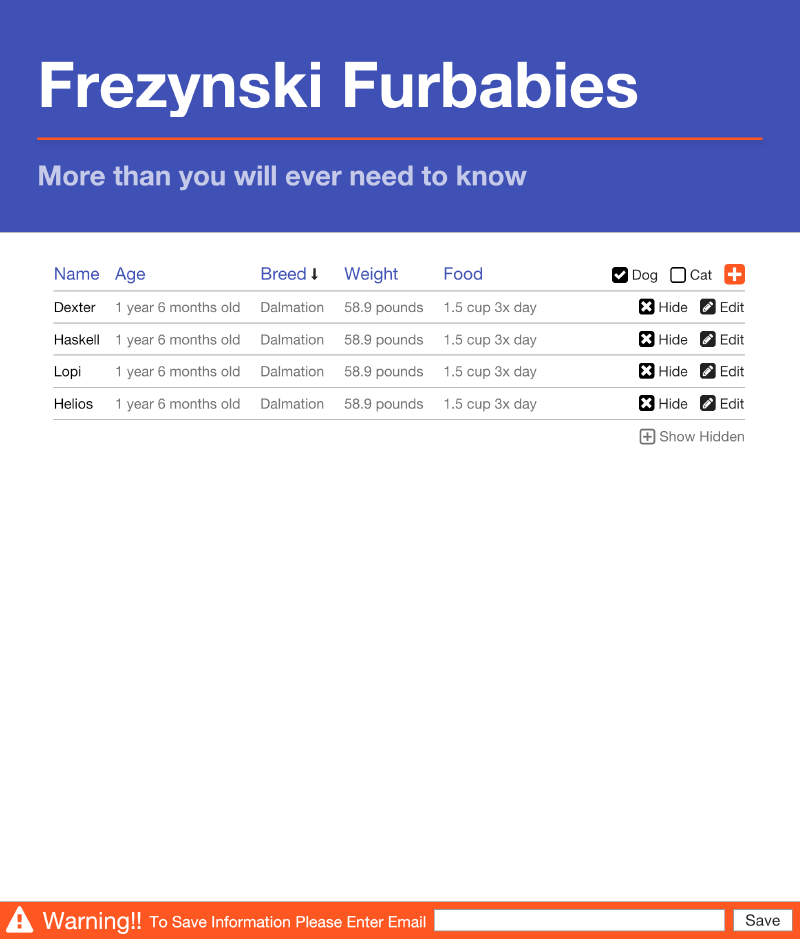 Frezynski Furbabies
More than you will ever need to know
Name Age Breed Weight Food Dog Cat
Dexter 1 year 6 months old Dalmation 58.9 pounds 1.5 cup 3x day Hide Edit
Haskell 1 year 6 months old Dalmation 58.9 pounds 1.5 cup 3x day Hide Edit
Lopi 1 year 6 months old Dalmation 58.9 pounds 1.5 cup 3x day Hide Edit
Helios 1 year 6 months old Dalmation 58.9 pounds 1.5 cup 3x day Hide Edit
Show Hidden
Warning!! To Save Information Please Enter Email Save